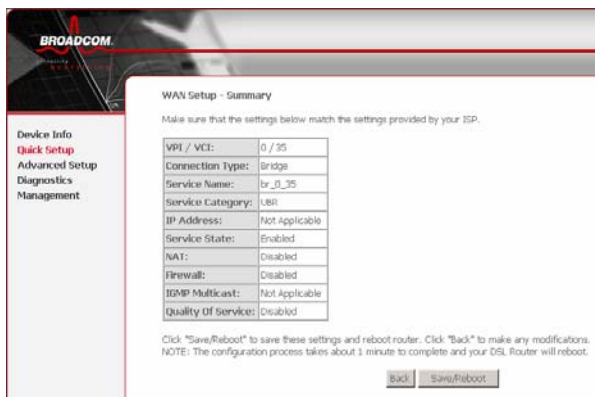 BROADCOM.
WAN Setup - Summary
Make sure that the settings below match the settings provided by your ISP.
Device Info
Quick Setup
Advanced Setup
Diagnostics
Management
VPI / VCI: 0 / 35
Connection Type: Bridge
Service Name: br_0_35
Service Category: UBR
IP Address: Not Applicable
Service State: Enabled
NAT: Disabled
Firewall: Disabled
IGMP Multicast: Not Applicable
Quality Of Service: Disabled
Click "Save/Reboot" to save these settings and reboot router. Click "Back" to make any modifications.
NOTE: The configuration process takes about 1 minute to complete and your DSL Router will reboot.
Back Save/Reboot